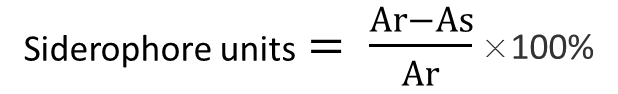 Siderophore units = Ar−As / Ar ×100%